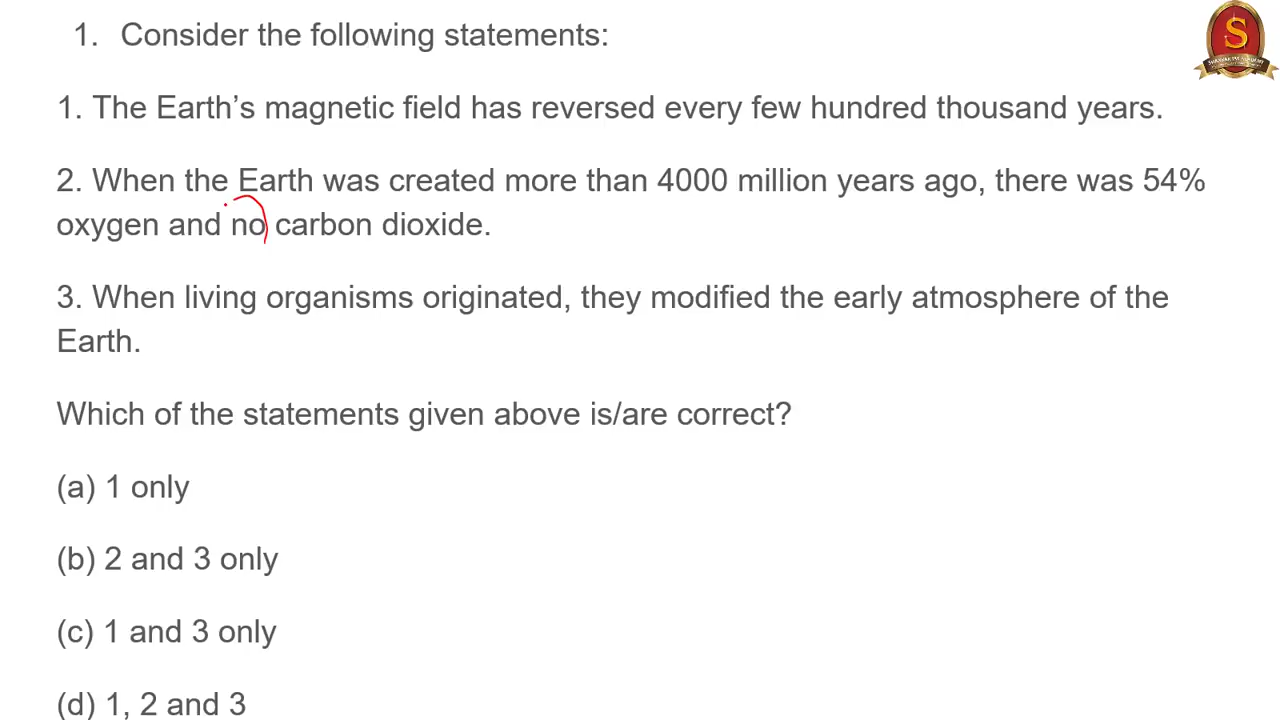 1. Consider the following statements:
1. The Earth’s magnetic field has reversed every few hundred thousand years.
2. When the Earth was created more than 4000 million years ago, there was 54%
oxygen and no carbon dioxide.
3. When living organisms originated, they modified the early atmosphere of the
Earth.
Which of the statements given above is/are correct?
(a) 1 only
(b) 2 and 3 only
(c) 1 and 3 only
(d) 1, 2 and 3
S